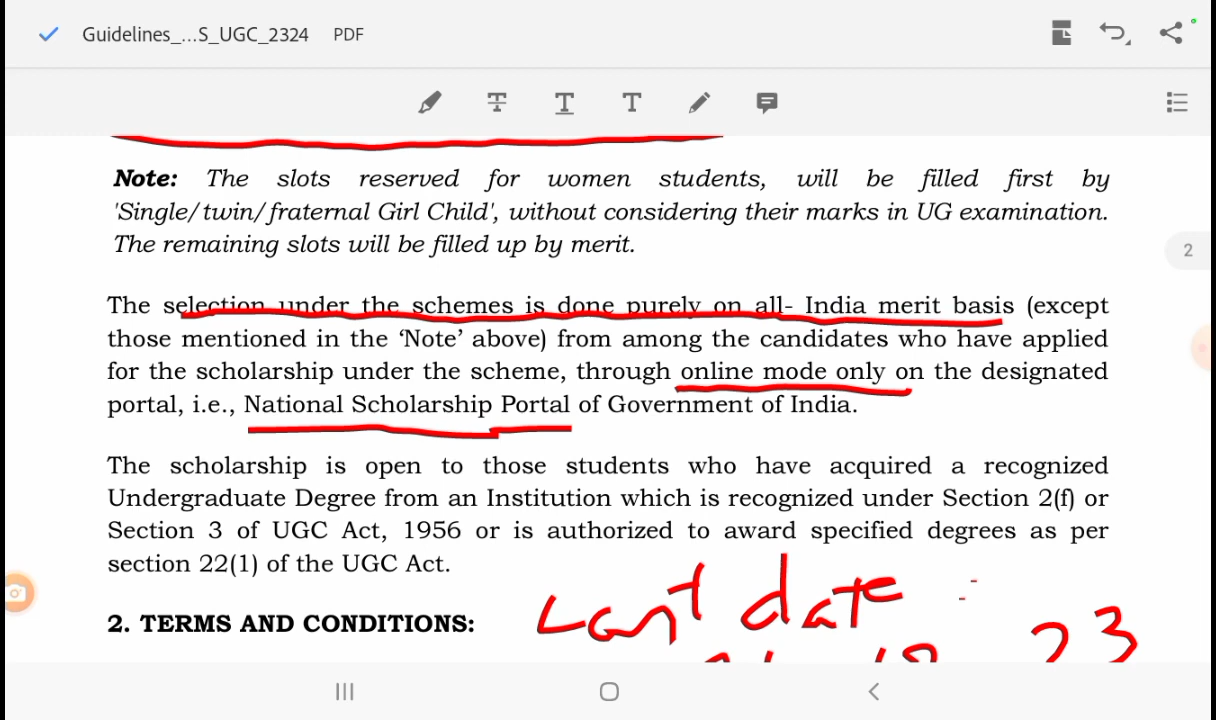 Guidelines_...S_UGC_2324 PDF
Note: The slots reserved for women students, will be filled first by
'Single/twin/fraternal Girl Child', without considering their marks in UG examination.
The remaining slots will be filled up by merit.
2
The selection under the schemes is done purely on all- India merit basis (except
those mentioned in the ‘Note’ above) from among the candidates who have applied
for the scholarship under the scheme, through online mode only on the designated
portal, i.e., National Scholarship Portal of Government of India.
The scholarship is open to those students who have acquired a recognized
Undergraduate Degree from an Institution which is recognized under Section 2(f) or
Section 3 of UGC Act, 1956 or is authorized to award specified degrees as per
section 22(1) of the UGC Act.
Last date :
2. TERMS AND CONDITIONS:
23